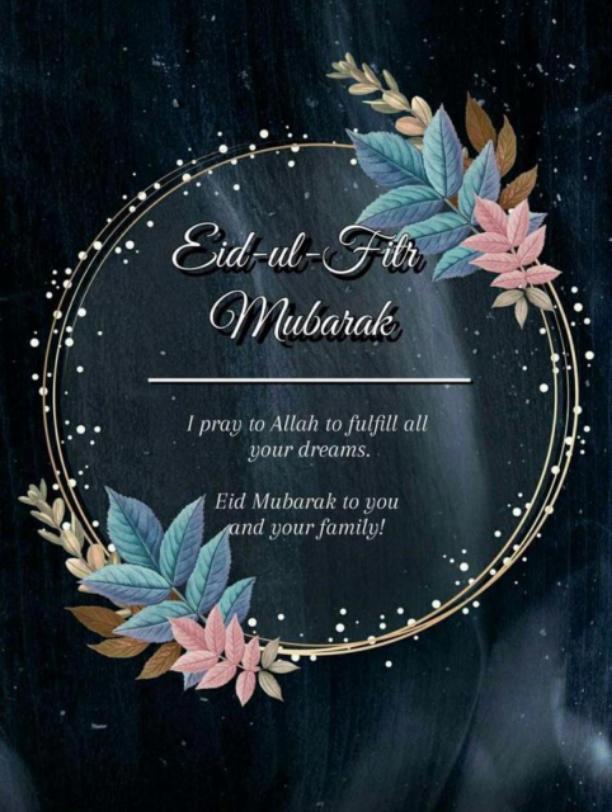 Eid-ul-Fitr
Mubarak
I pray to Allah to fulfill all
your dreams.
Eid Mubarak to you
and your family!